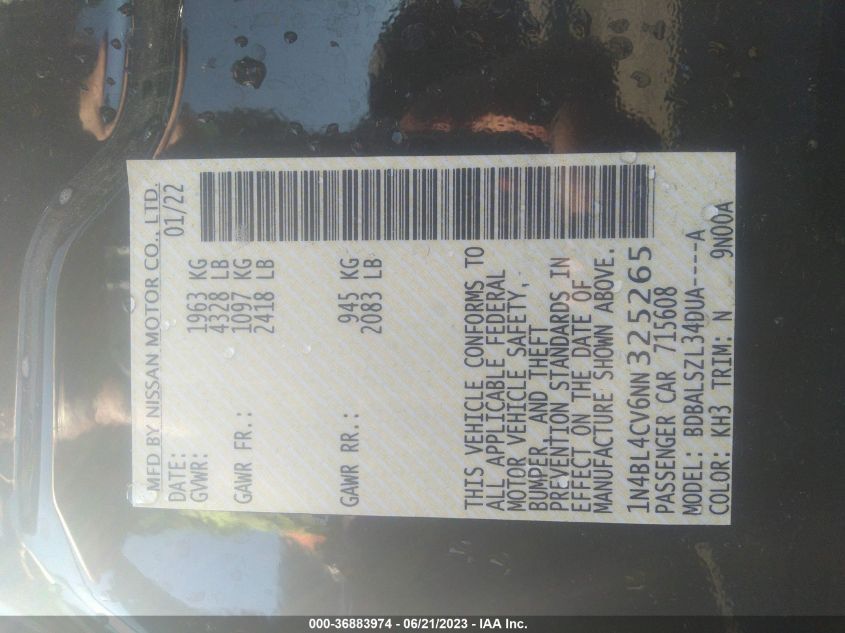 MFD BY NISSAN MOTOR CO., LTD.
DATE: 01/22
GVWR: 1963 KG
4328 LB
GAWR FR.: 1097 KG
2418 LB
GAWR RR.: 945 KG
2083 LB
THIS VEHICLE CONFORMS TO
ALL APPLICABLE FEDERAL
MOTOR VEHICLE SAFETY,
BUMPER, AND THEFT
PREVENTION STANDARDS IN
EFFECT ON THE DATE OF
MANUFACTURE SHOWN ABOVE.
1N4BL4CV6NN325265
PASSENGER CAR 715608
MODEL: BDBALSZL34DUA----A
COLOR: KH3 TRIM: N 9N00A
000-36883974 - 06/21/2023 - IAA Inc.